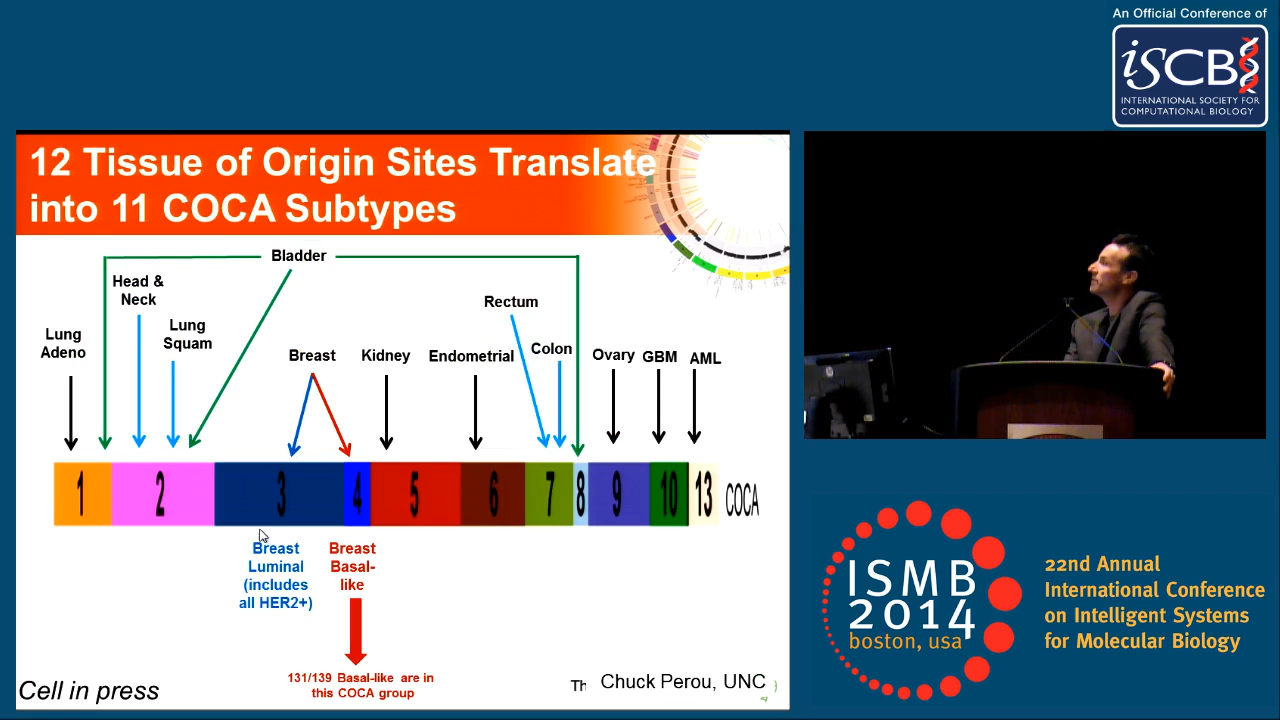 An Official Conference of
iSCB
INTERNATIONAL SOCIETY FOR
COMPUTATIONAL BIOLOGY
12 Tissue of Origin Sites Translate
into 11 COCA Subtypes
Bladder
Head &
Neck
Rectum
Lung
Squam
Lung
Adeno
Breast
Kidney
Endometrial
Colon
Ovary
GBM
AML
1
2
3
4
5
6
7
8
9
10
13
COCA
Breast
Luminal
(includes
all HER2+)
Breast
Basal-
like
131/139 Basal-like are in
this COCA group
Cell in press
Chuck Perou, UNC
ISMB
2014
boston, usa
22nd Annual
International Conference
on Intelligent Systems
for Molecular Biology